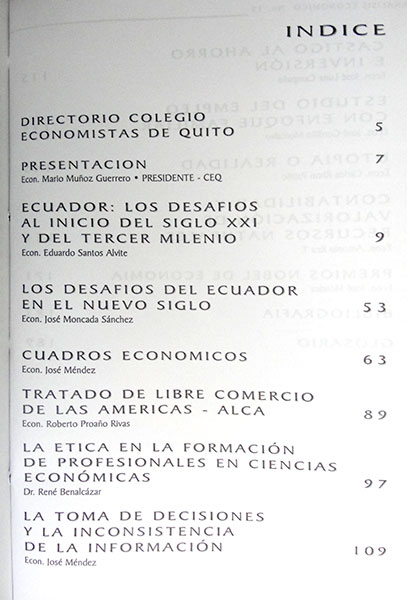 INDICE
DIRECTORIO COLEGIO
ECONOMISTAS DE QUITO 5
PRESENTACION 7
Econ. Mario Muñoz Guerrero • PRESIDENTE - CEQ
ECUADOR: LOS DESAFIOS
AL INICIO DEL SIGLO XXI
Y DEL TERCER MILENIO 9
Econ. Eduardo Santos Alvite
LOS DESAFIOS DEL ECUADOR
EN EL NUEVO SIGLO 53
Econ. José Moncada Sánchez
CUADROS ECONOMICOS 63
Econ. José Méndez
TRATADO DE LIBRE COMERCIO
DE LAS AMERICAS - ALCA 89
Econ. Roberto Proaño Rivas
LA ETICA EN LA FORMACIÓN
DE PROFESIONALES EN CIENCIAS
ECONÓMICAS 97
Dr. René Benalcázar
LA TOMA DE DECISIONES
Y LA INCONSISTENCIA
DE LA INFORMACIÓN 109
Econ. José Méndez